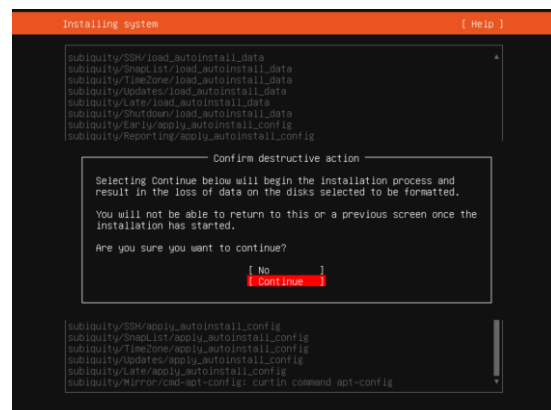 Installing system [ Help ]
subiquity/SSH/load_autoinstall_data
subiquity/SnapList/load_autoinstall_data
subiquity/TimeZone/load_autoinstall_data
subiquity/Updates/load_autoinstall_data
subiquity/Late/load_autoinstall_data
subiquity/Shutdown/load_autoinstall_data
subiquity/Early/apply_autoinstall_config
subiquity/Reporting/apply_autoinstall_config
Confirm destructive action
Selecting Continue below will begin the installation process and
result in the loss of data on the disks selected to be formatted.
You will not be able to return to this or a previous screen once the
installation has started.
Are you sure you want to continue?
[ No ]
[ Continue ]
subiquity/SSH/apply_autoinstall_config
subiquity/SnapList/apply_autoinstall_config
subiquity/TimeZone/apply_autoinstall_config
subiquity/Updates/apply_autoinstall_config
subiquity/Late/apply_autoinstall_config
subiquity/Mirror/cmd-apt-config: curtin command apt-config